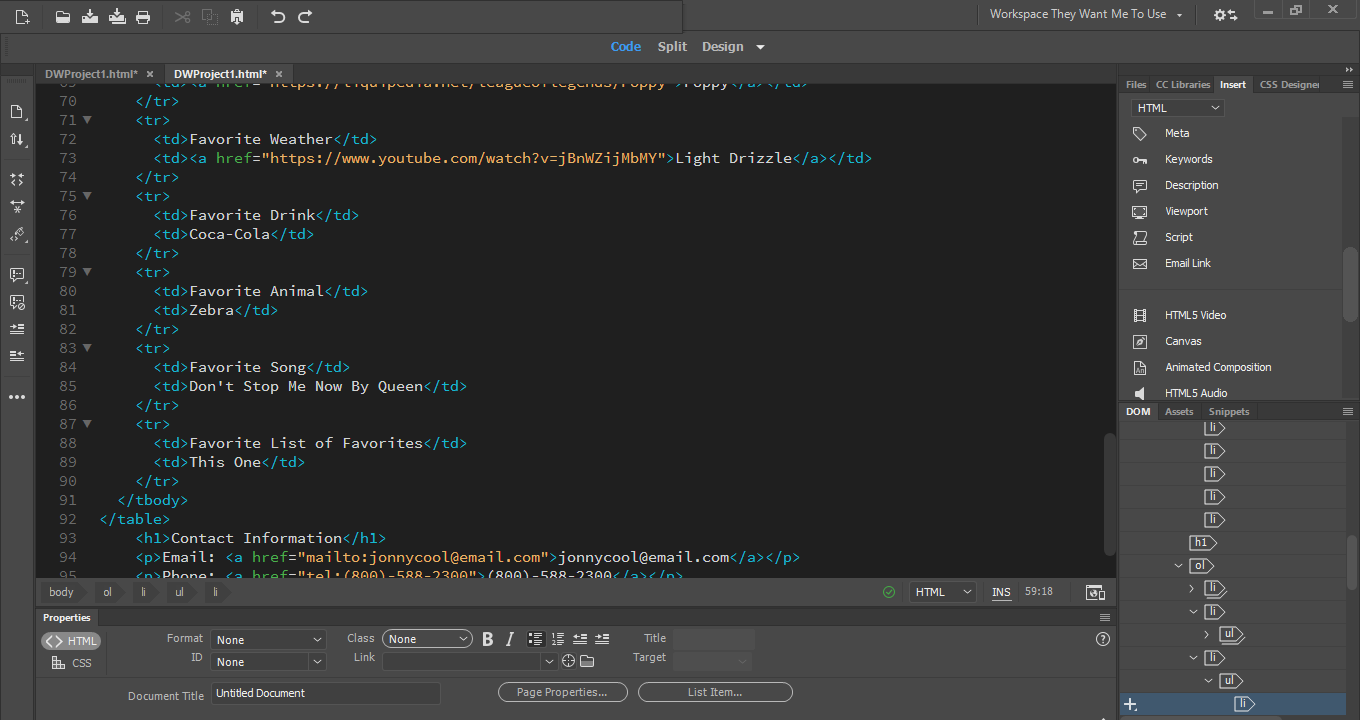 Workspace They Want Me To Use
Code Split Design
DWProject1.html* × DWProject1.html* ×
70 </tr>
71 <tr>
72 <td>Favorite Weather</td>
73 <td><a href="https://www.youtube.com/watch?v=jBnWZijMbMY">Light Drizzle</a></td>
74 </tr>
75 <tr>
76 <td>Favorite Drink</td>
77 <td>Coca-Cola</td>
78 </tr>
79 <tr>
80 <td>Favorite Animal</td>
81 <td>Zebra</td>
82 </tr>
83 <tr>
84 <td>Favorite Song</td>
85 <td>Don't Stop Me Now By Queen</td>
86 </tr>
87 <tr>
88 <td>Favorite List of Favorites</td>
89 <td>This One</td>
90 </tr>
91 </tbody>
92 </table>
93 <h1>Contact Information</h1>
94 <p>Email: <a href="mailto:jonnycool@email.com">jonnycool@email.com</a></p>
95 <p>Phone: <a href="tel:(800)-588-2300">(800)-588-2300</a></p>
body ol li ul li
HTML INS 59:18
Properties
<> HTML
CSS
Format None
ID None
Class None
B I
Link
Title
Target
Document Title Untitled Document
Page Properties... List Item...
Files CC Libraries Insert CSS Designer
HTML
Meta
Keywords
Description
Viewport
Script
Email Link
HTML5 Video
Canvas
Animated Composition
HTML5 Audio
DOM Assets Snippets
li
li
li
li
li
h1
ol
li
li
ul
li
ul
li